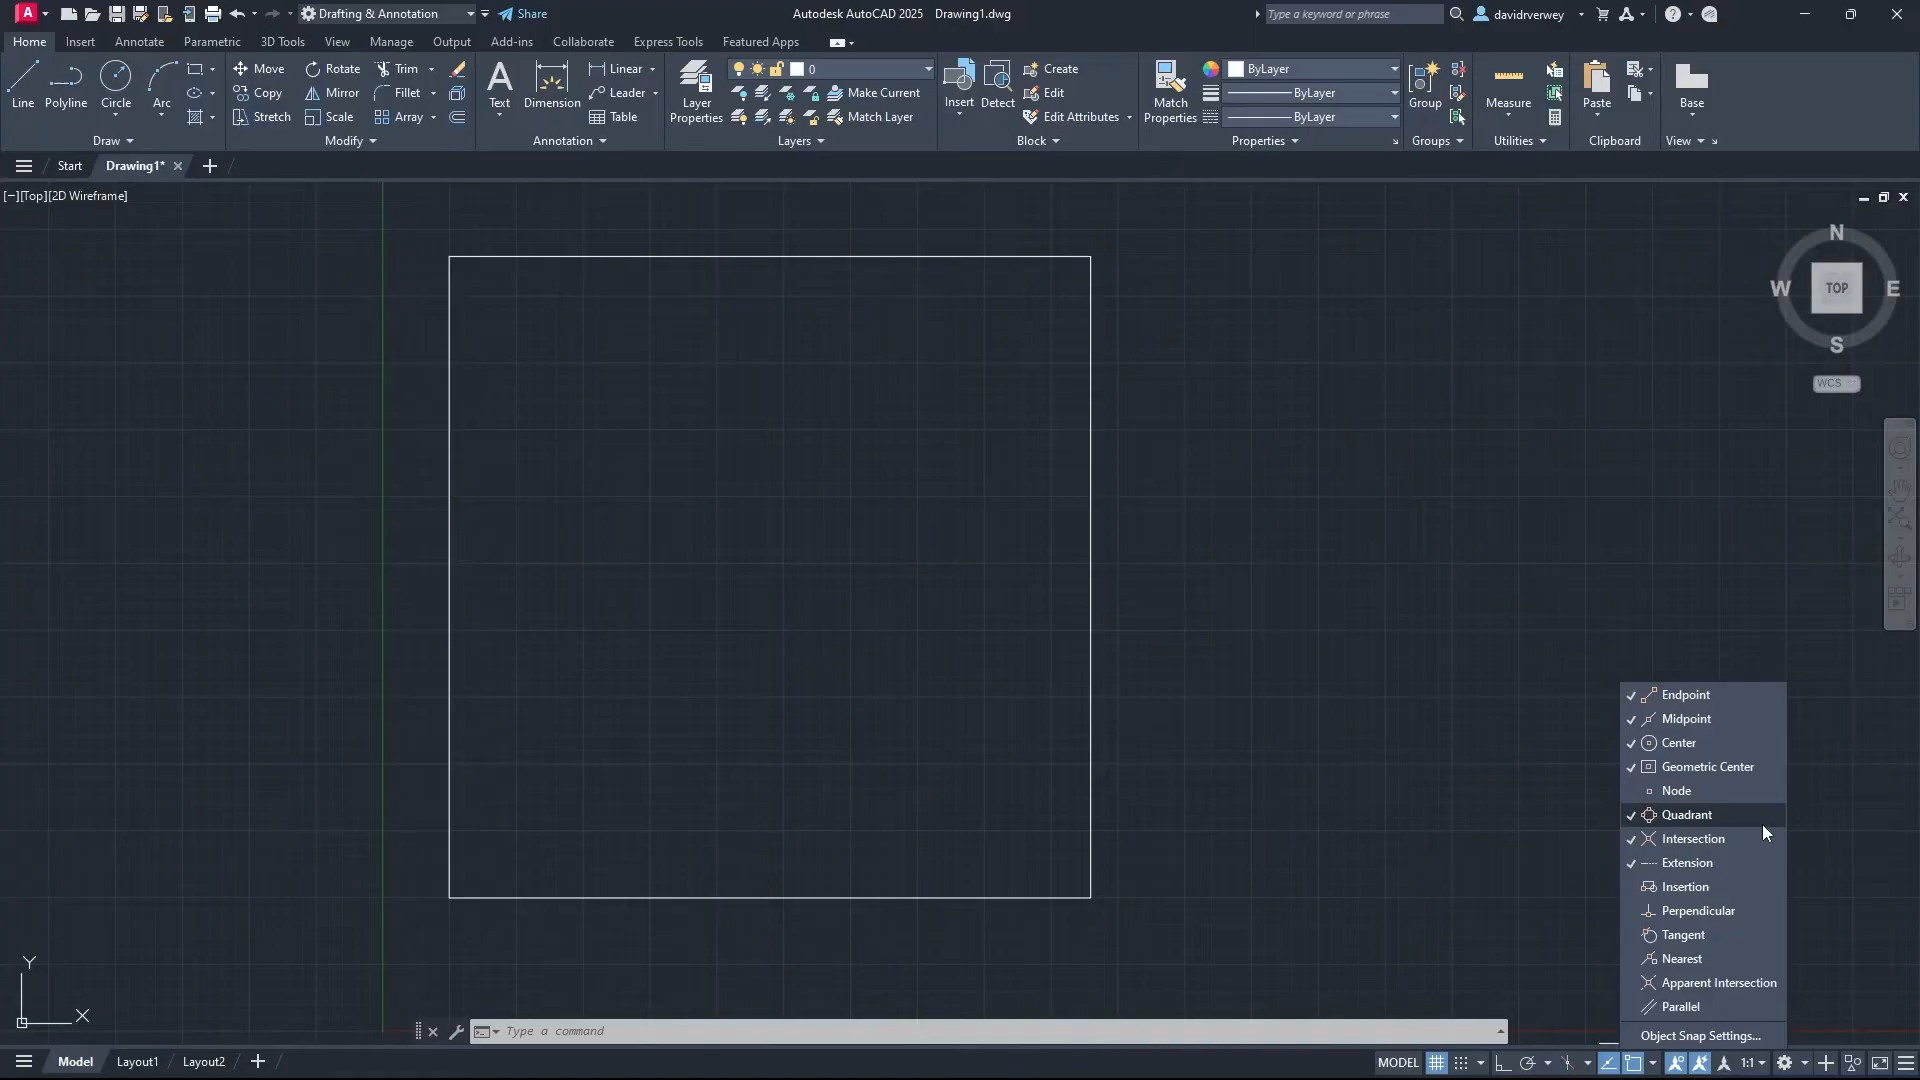 A Drafting & Annotation Share Autodesk AutoCAD 2025 Drawing1.dwg Type a keyword or phrase davidrverwey
Home Insert Annotate Parametric 3D Tools View Manage Output Add-ins Collaborate Express Tools Featured Apps
Line Polyline Circle Arc
Move Rotate Trim
Copy Mirror Fillet
Stretch Scale Array
Text Dimension
Linear
Leader
Table
Layer Properties
0
Make Current
Match Layer
Insert Detect
Create
Edit
Edit Attributes
Match Properties
ByLayer
ByLayer
ByLayer
Group
Measure
Paste
Base
Draw Modify Annotation Layers Block Properties Groups Utilities Clipboard View
Start Drawing1*
[−][Top][2D Wireframe]
N
W TOP E
S
WCS
Endpoint
Midpoint
Center
Geometric Center
Node
Quadrant
Intersection
Extension
Insertion
Perpendicular
Tangent
Nearest
Apparent Intersection
Parallel
Object Snap Settings...
Y
X
Type a command
Model Layout1 Layout2
MODEL 1:1